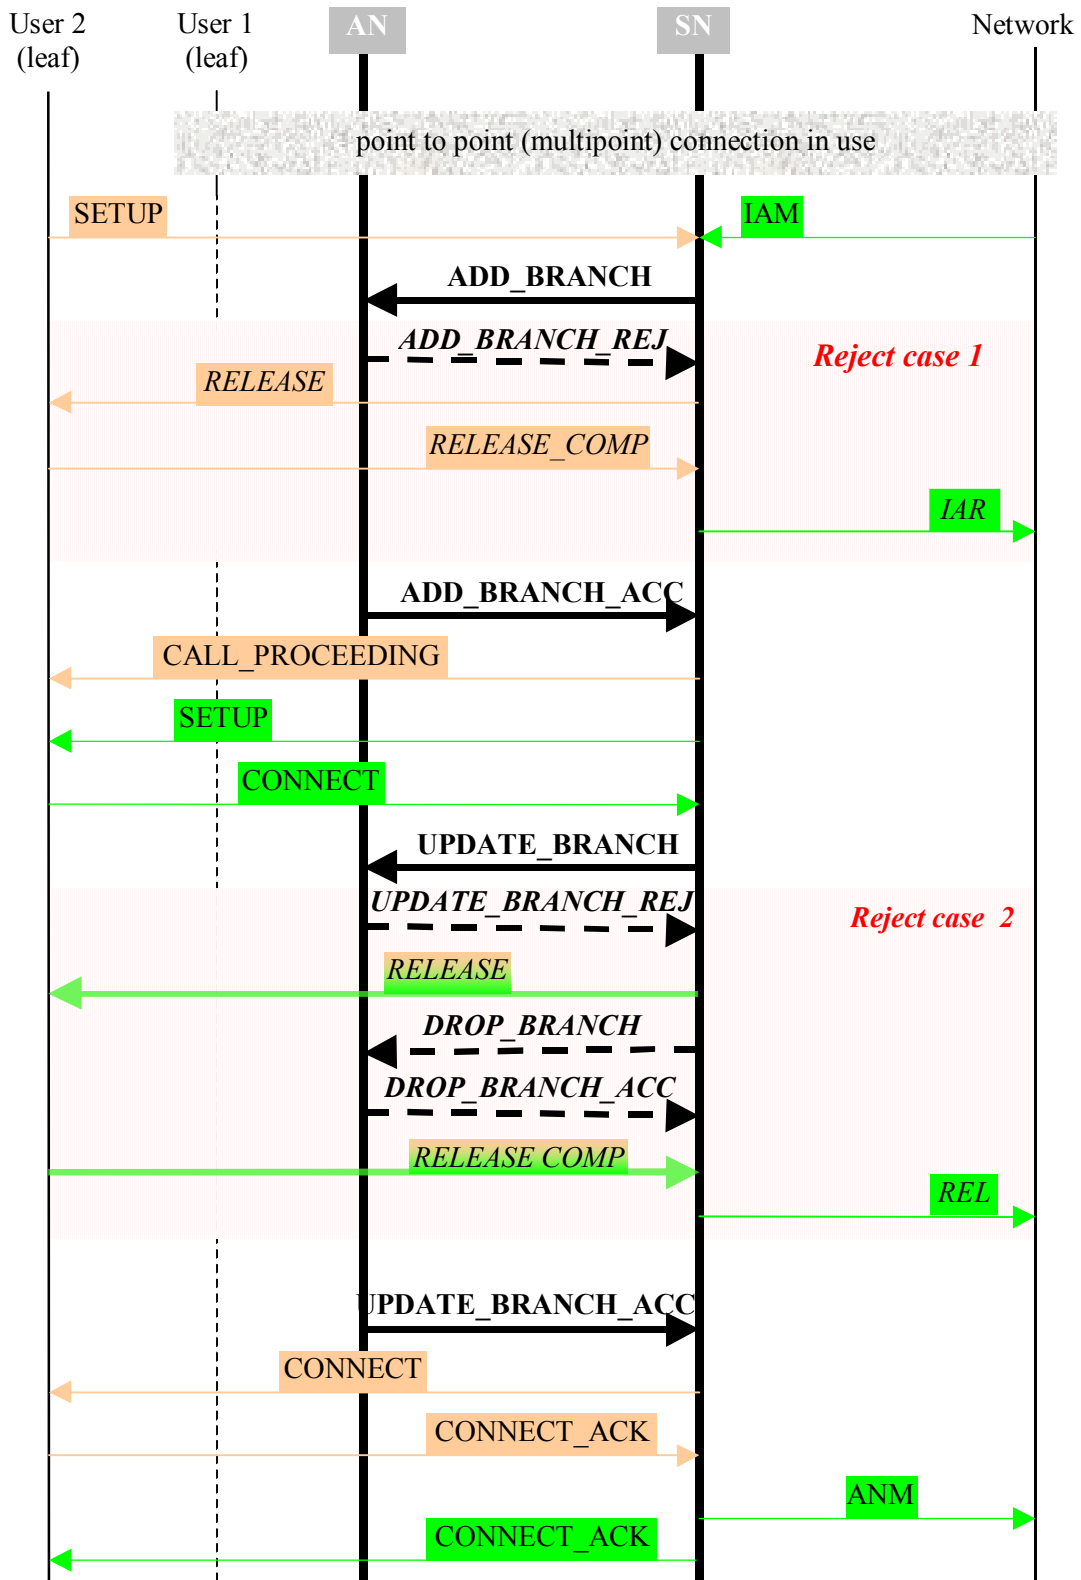 User 2
(leaf)
User 1
(leaf)
AN
SN
Network
point to point (multipoint) connection in use
SETUP
IAM
ADD_BRANCH
ADD_BRANCH_REJ
Reject case 1
RELEASE
RELEASE_COMP
IAR
ADD_BRANCH_ACC
CALL_PROCEEDING
SETUP
CONNECT
UPDATE_BRANCH
UPDATE_BRANCH_REJ
Reject case 2
RELEASE
DROP_BRANCH
DROP_BRANCH_ACC
RELEASE COMP
REL
UPDATE_BRANCH_ACC
CONNECT
CONNECT_ACK
ANM
CONNECT_ACK